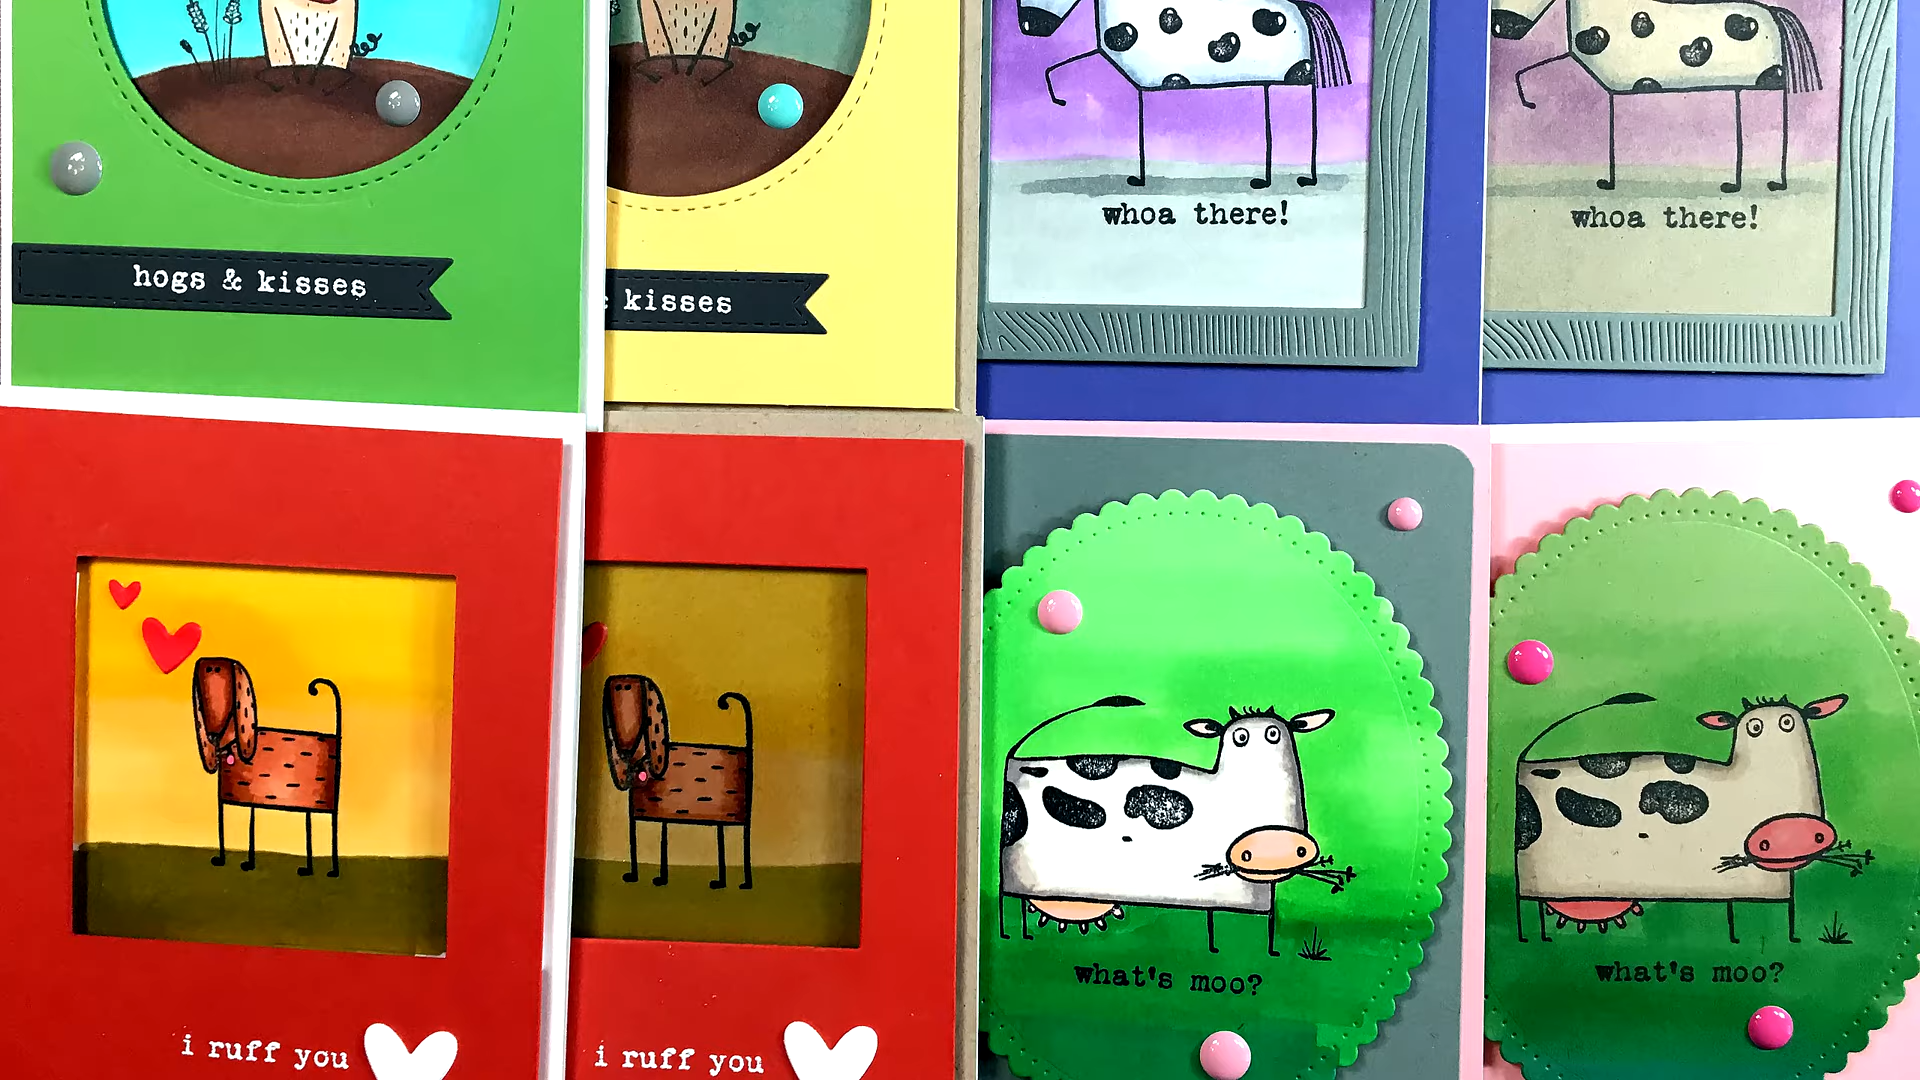 hogs & kisses
kisses
whoa there!
whoa there!
i ruff you
i ruff you
what's moo?
what's moo?